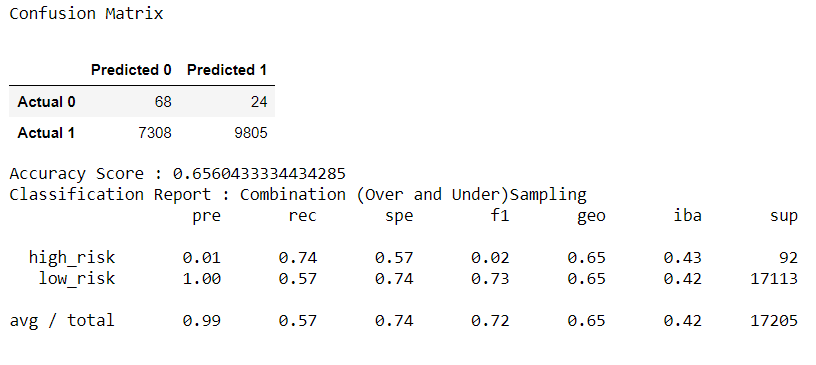 Confusion Matrix
Predicted 0 Predicted 1
Actual 0 68 24
Actual 1 7308 9805
Accuracy Score : 0.6560433334434285
Classification Report : Combination (Over and Under)Sampling
pre rec spe f1 geo iba sup
high_risk 0.01 0.74 0.57 0.02 0.65 0.43 92
low_risk 1.00 0.57 0.74 0.73 0.65 0.42 17113
avg / total 0.99 0.57 0.74 0.72 0.65 0.42 17205